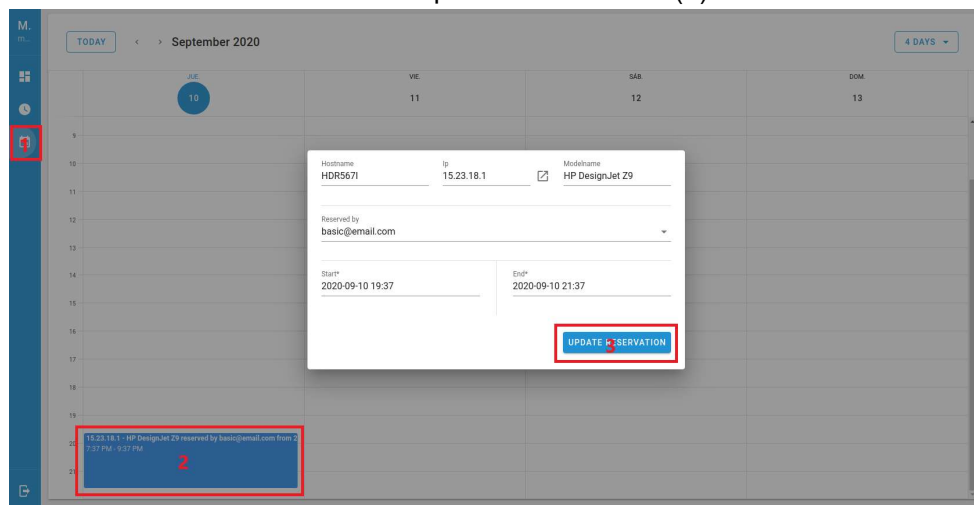 M.
m...
TODAY < > September 2020
4 DAYS
JUE. VIE. SÁB. DOM.
10 11 12 13
9
10
11
12
13
14
15
16
17
18
19
20
21
1
Hostname Ip Modelname
HDR567I 15.23.18.1 HP DesignJet Z9
Reserved by
basic@email.com
Start* End*
2020-09-10 19:37 2020-09-10 21:37
UPDATE RESERVATION
3
15.23.18.1 - HP DesignJet Z9 reserved by basic@email.com from 2
7:37 PM - 9:37 PM
2